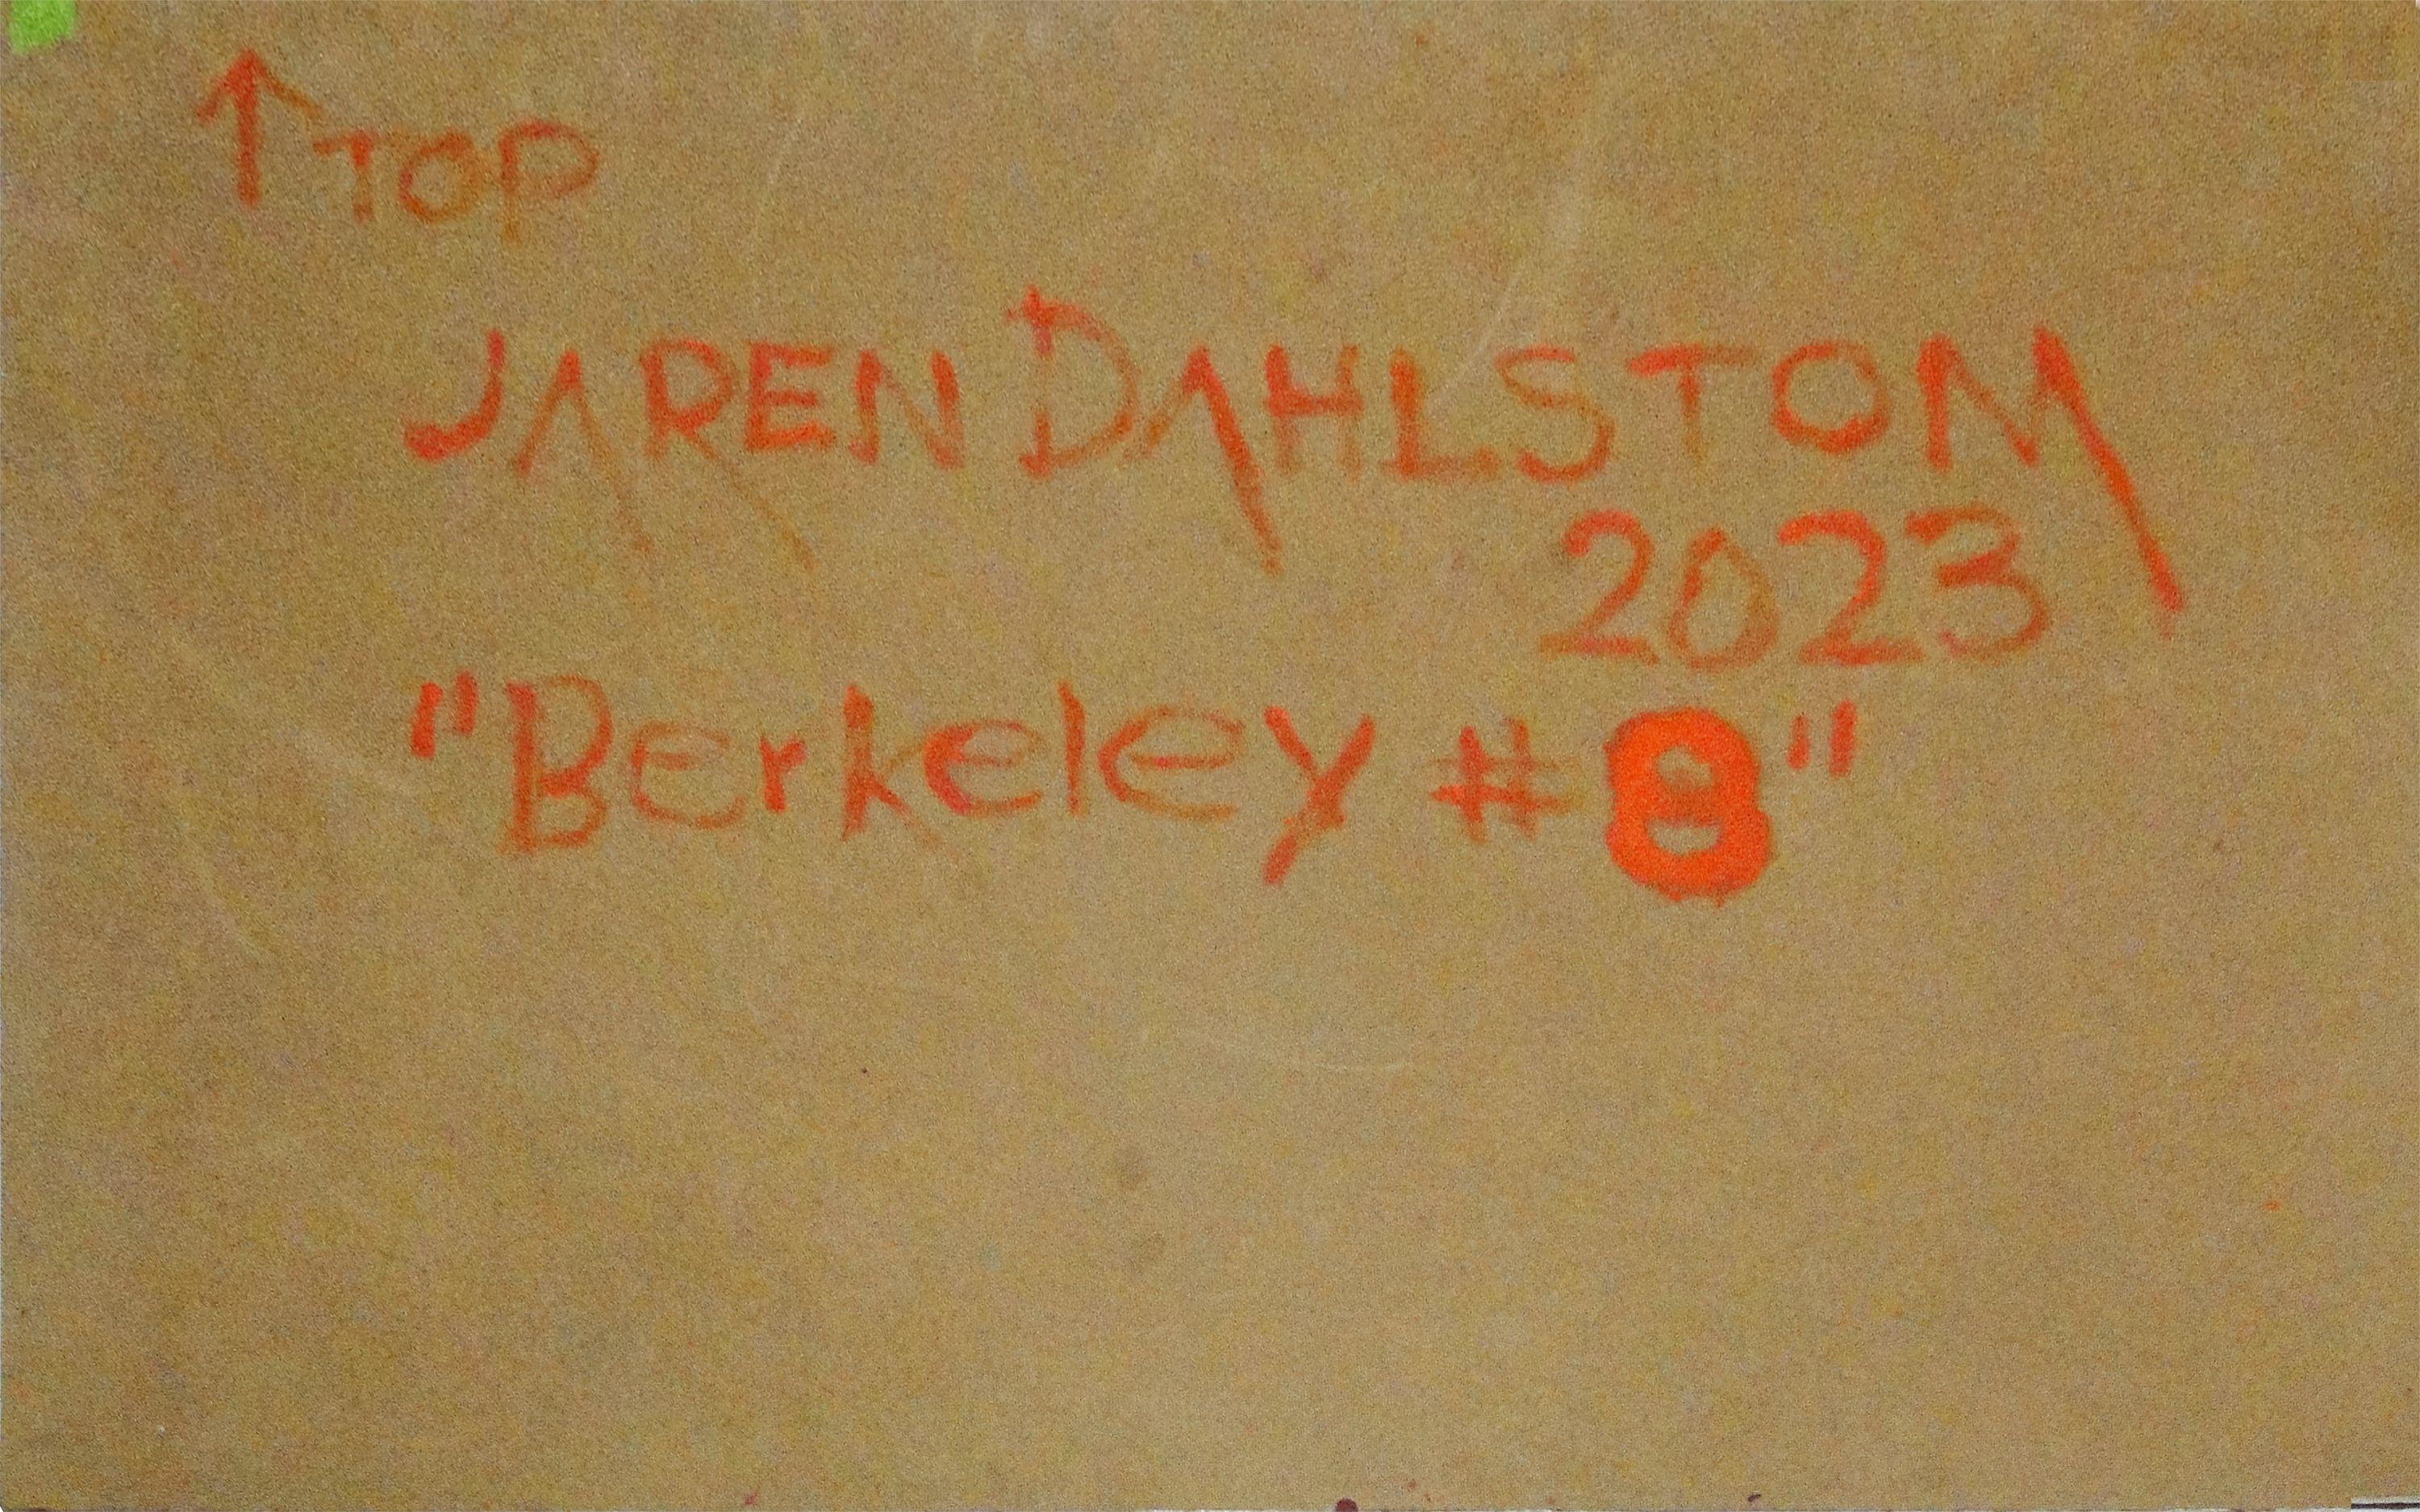 ↑ TOP
JAREN DAHLSTOM
2023
"Berkeley #8"